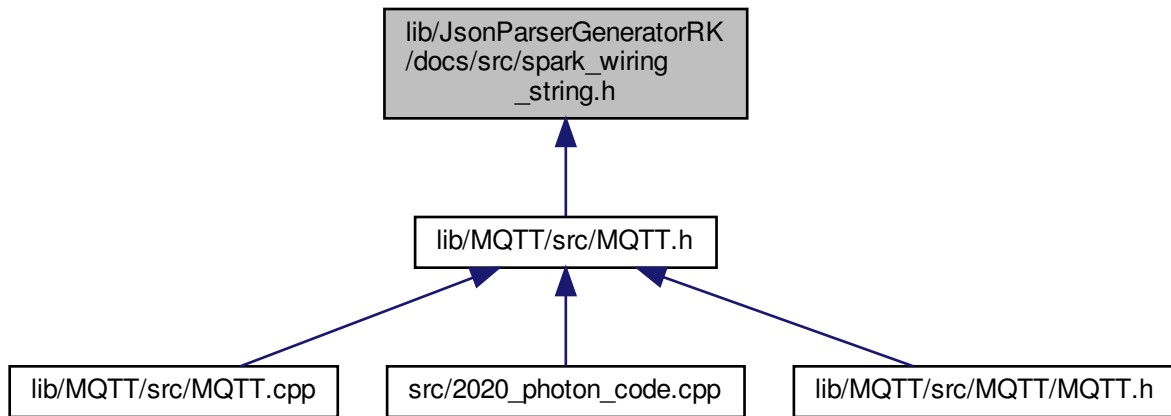 lib/JsonParserGeneratorRK
/docs/src/spark_wiring
_string.h
lib/MQTT/src/MQTT.h
lib/MQTT/src/MQTT.cpp
src/2020_photon_code.cpp
lib/MQTT/src/MQTT/MQTT.h